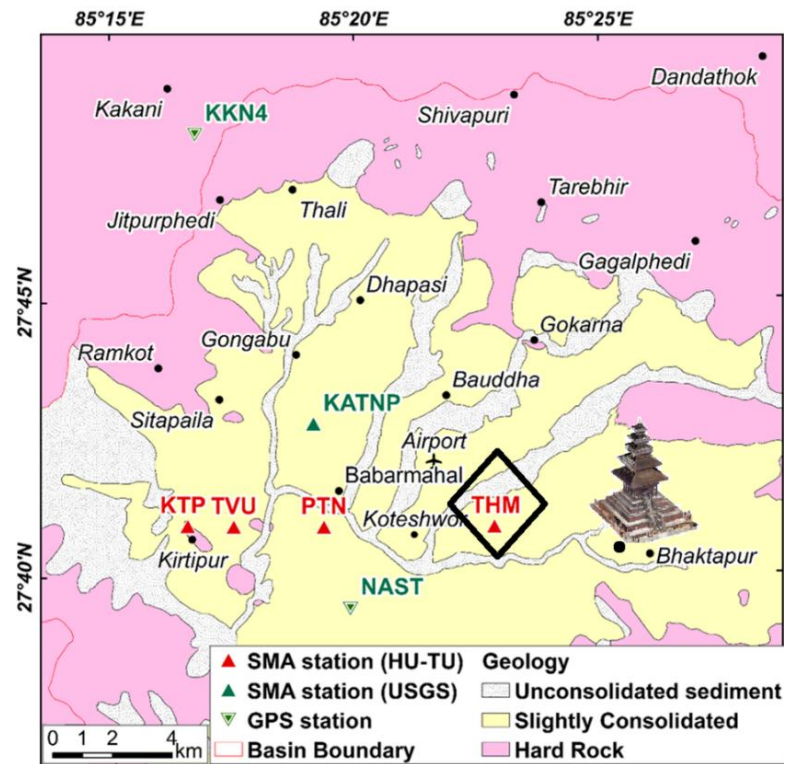 85°15'E 85°20'E 85°25'E
Dandathok
Kakani
KKN4
Shivapuri
Tarebhir
Thali
Jitpurphedi
Gagalphedi
27°45'N
Dhapasi
Gokarna
Gongabu
Ramkot
Bauddha
KATNP
Sitapaila
Airport
Babarmahal
KTP TVU PTN THM
Koteshwor
Kirtipur
Bhaktapur
27°40'N
NAST
SMA station (HU-TU) Geology
SMA station (USGS) Unconsolidated sediment
GPS station Slightly Consolidated
Basin Boundary Hard Rock
0 1 2 4
km